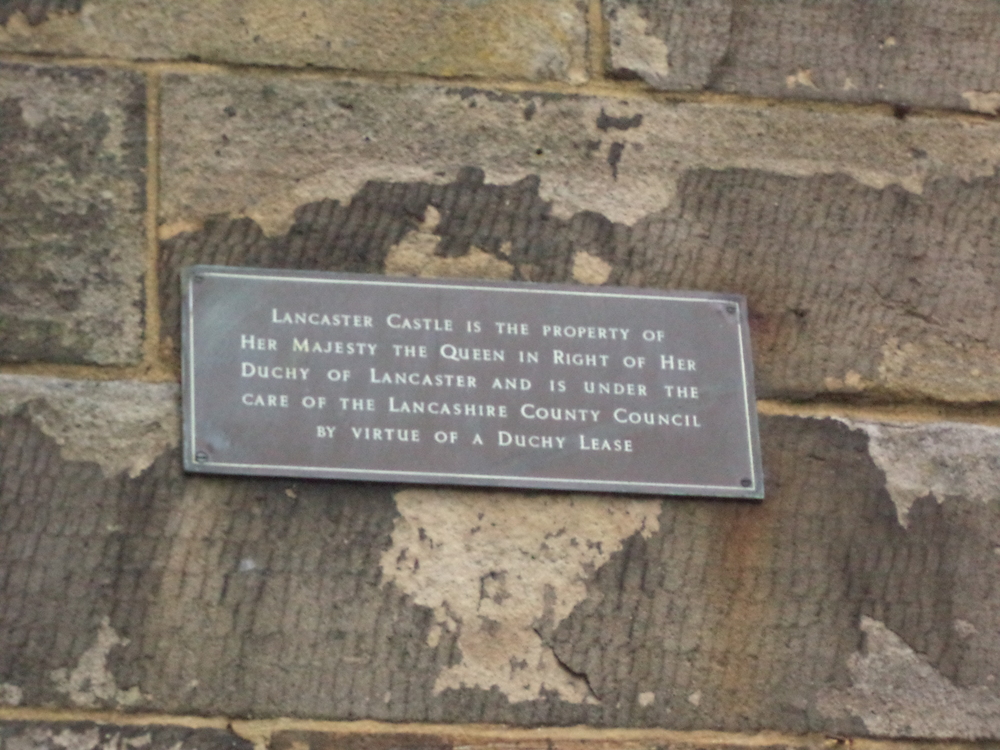 Lancaster Castle is the property of
Her Majesty the Queen in Right of Her
Duchy of Lancaster and is under the
care of the Lancashire County Council
by virtue of a Duchy Lease